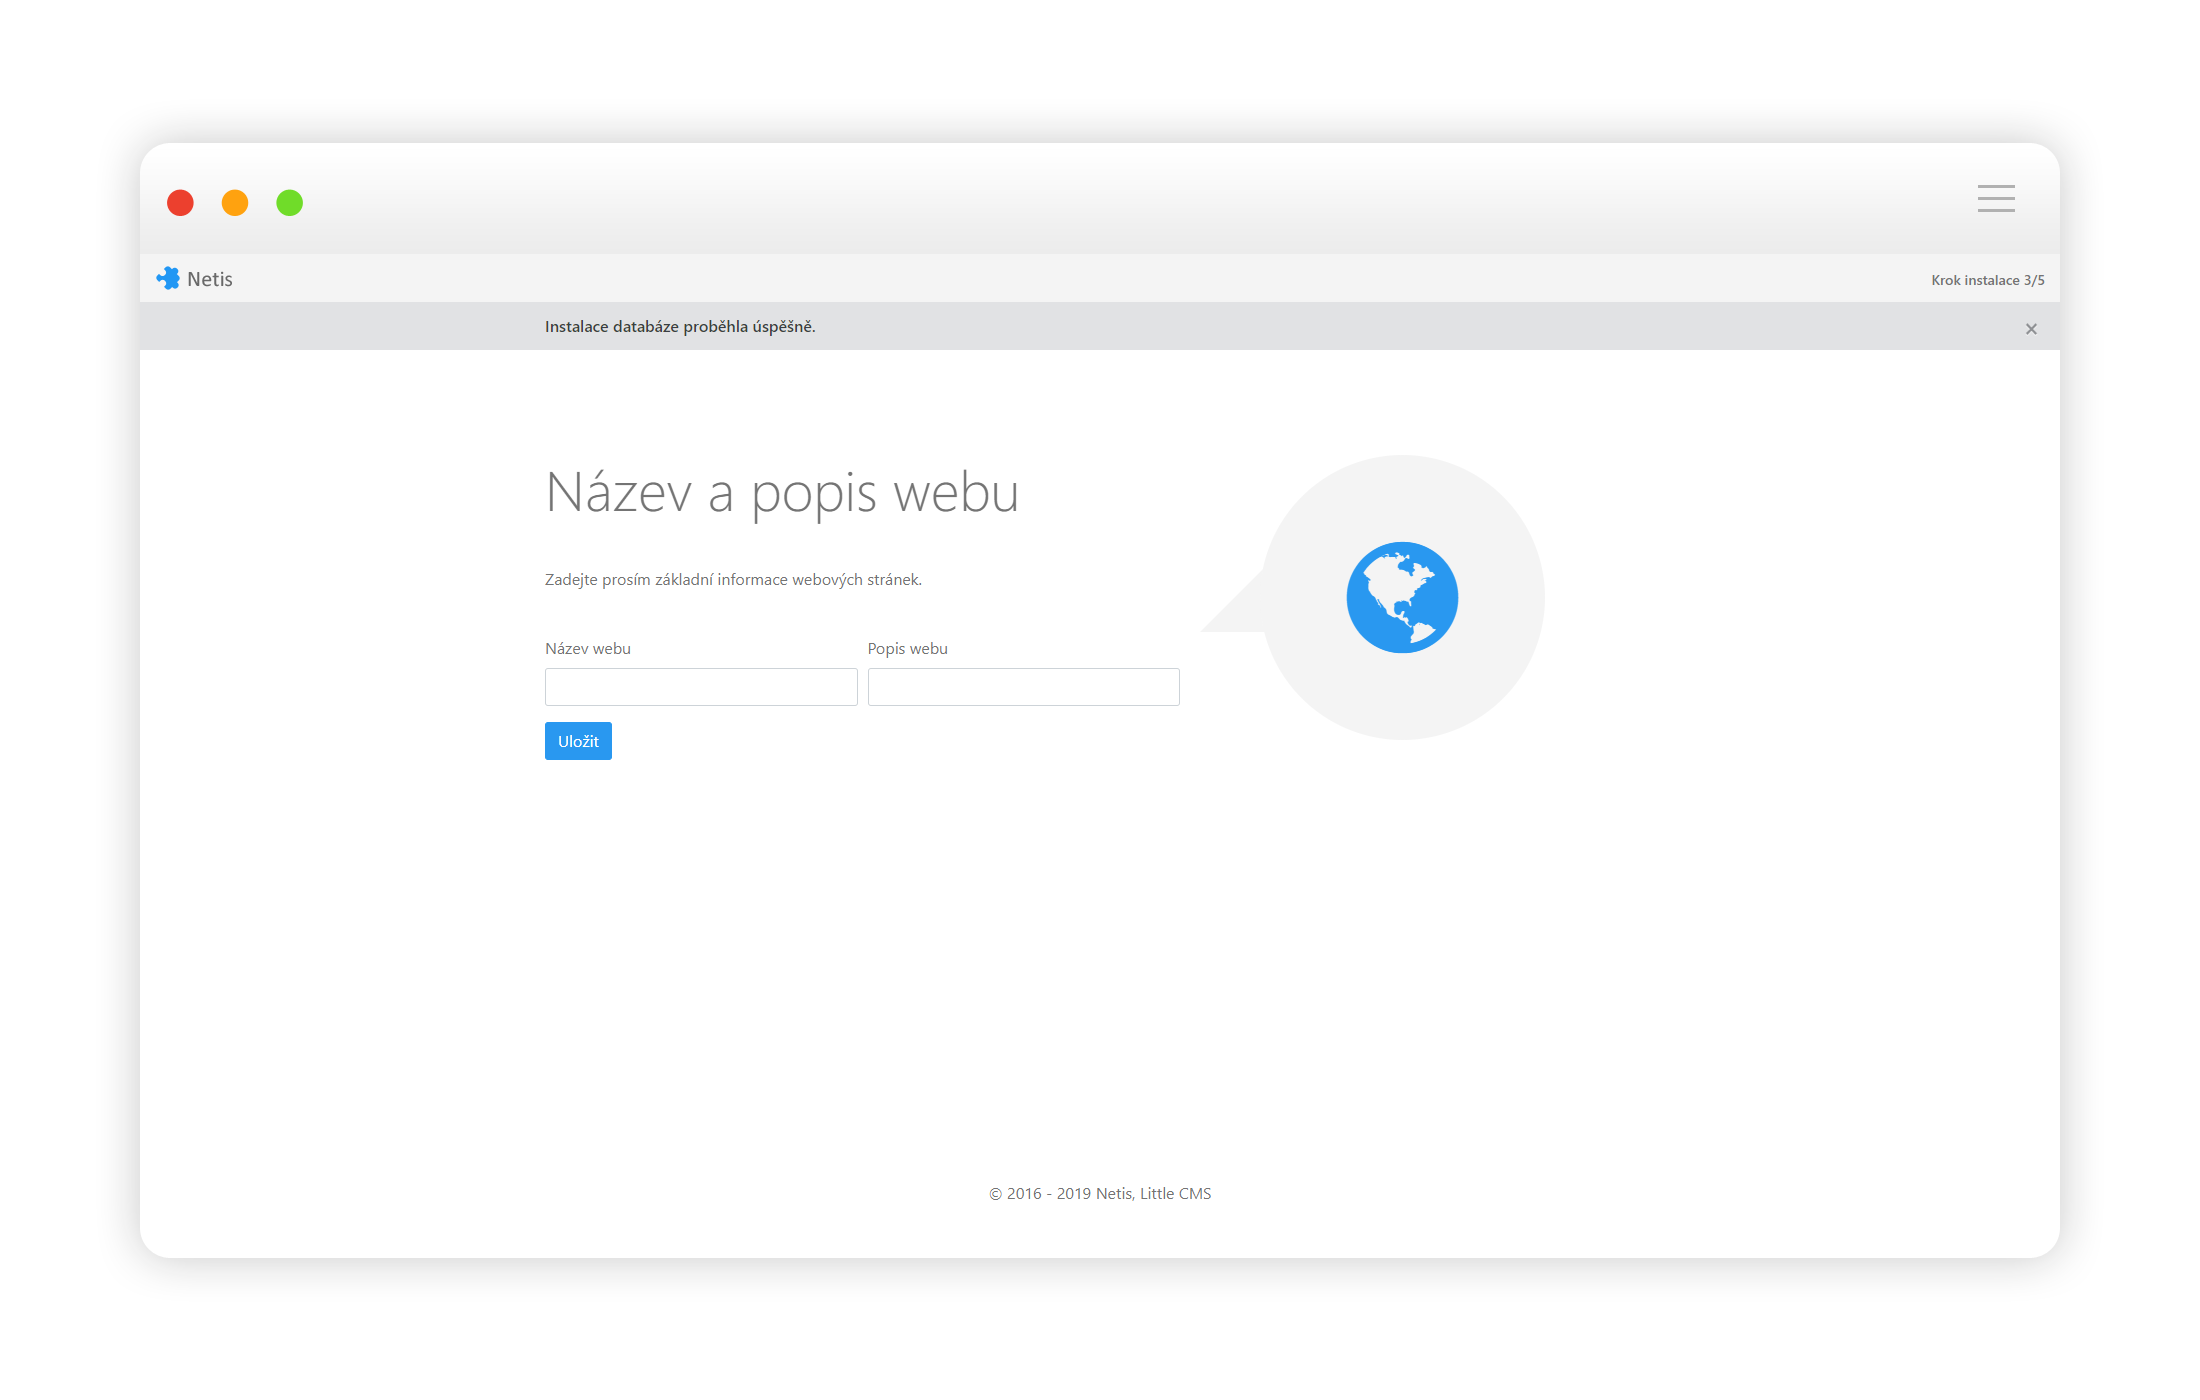 Netis
Krok instalace 3/5
Instalace databáze proběhla úspěšně.
Název a popis webu
Zadejte prosím základní informace webových stránek.
Název webu
Popis webu
Uložit
© 2016 - 2019 Netis, Little CMS